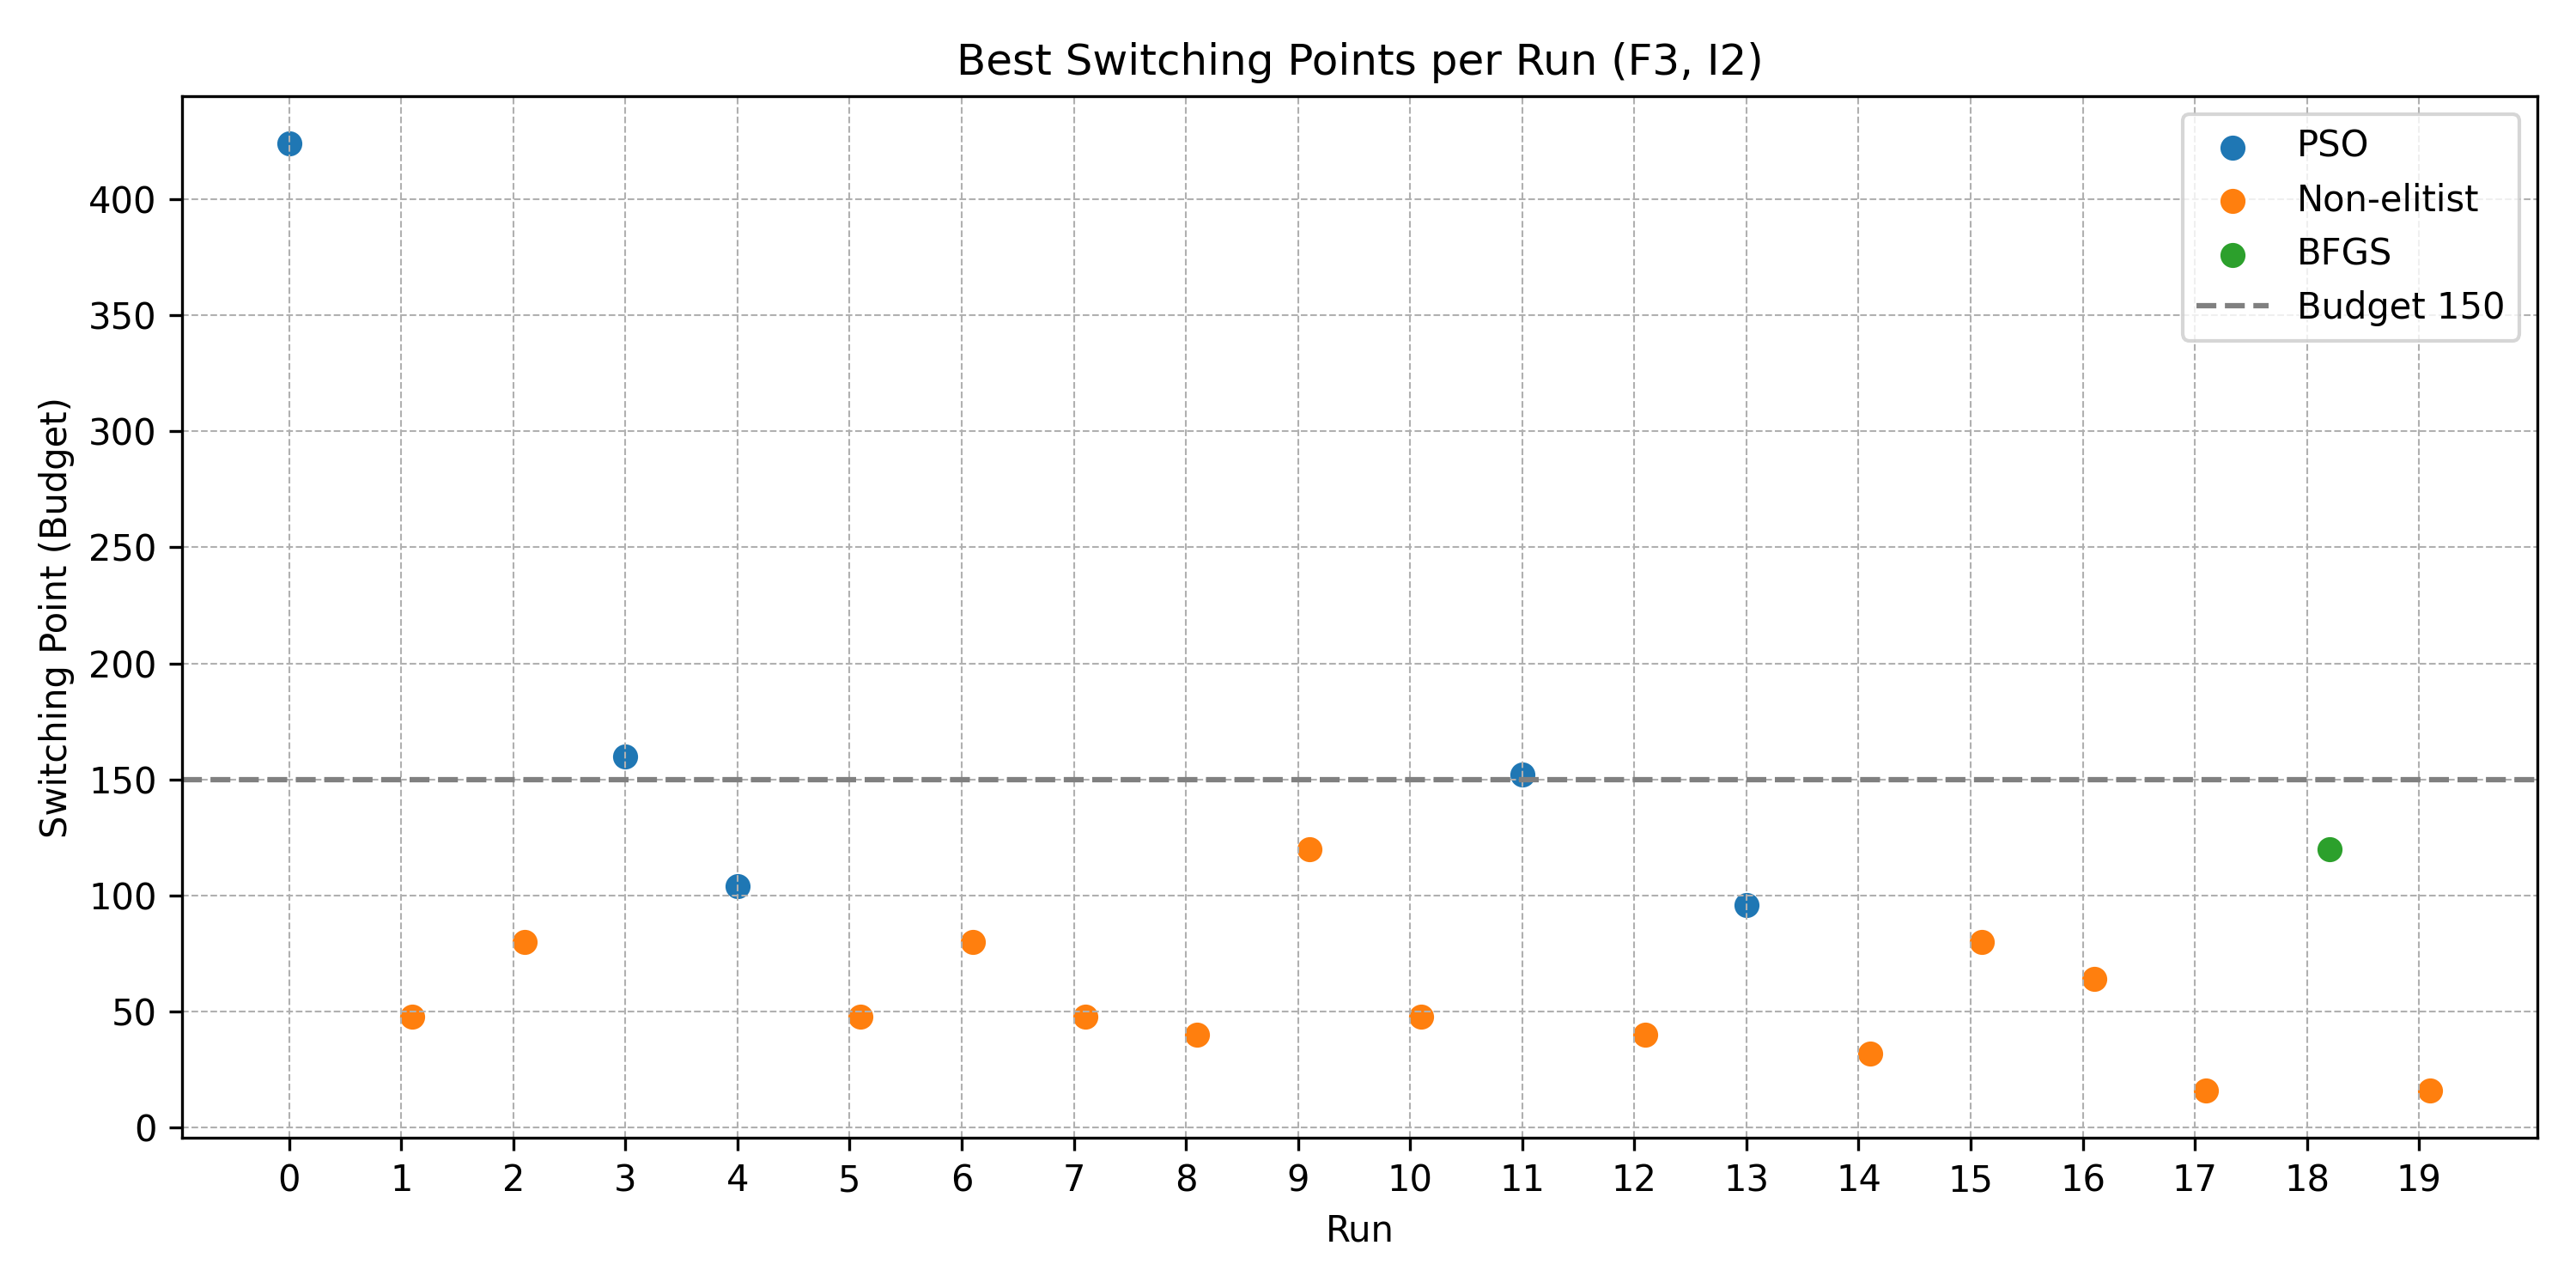 Best Switching Points per Run (F3, I2)
PSO
Non-elitist
BFGS
Budget 150
Switching Point (Budget)
400
350
300
250
200
150
100
50
0
0 1 2 3 4 5 6 7 8 9 10 11 12 13 14 15 16 17 18 19
Run